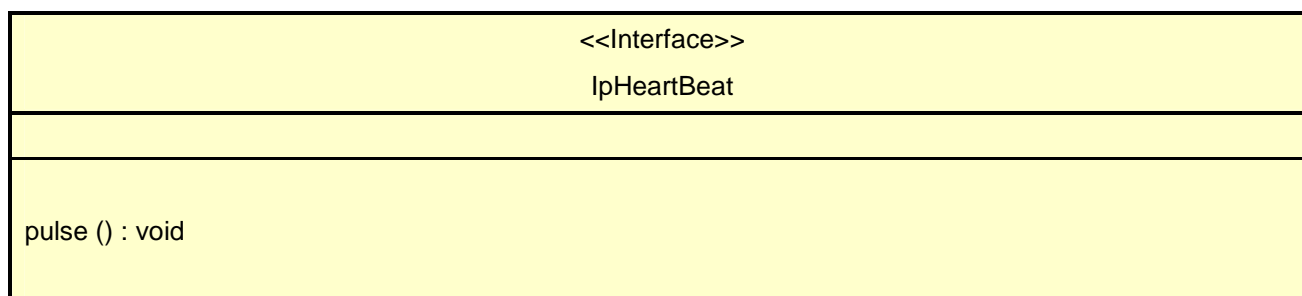 <<Interface>>
IpHeartBeat
pulse () : void